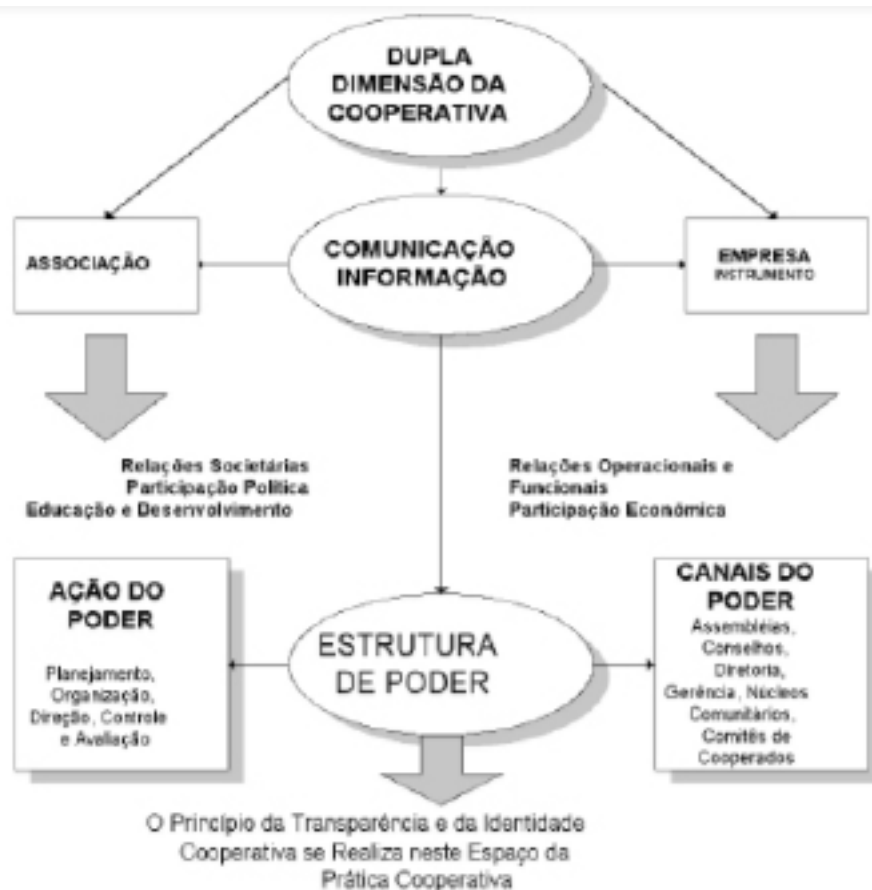 DUPLA
DIMENSÃO DA
COOPERATIVA
ASSOCIAÇÃO
COMUNICAÇÃO
INFORMAÇÃO
EMPRESA
INSTRUMENTO
Relações Societárias
Participação Política
Educação e Desenvolvimento
Relações Operacionais e
Funcionais
Participação Económica
AÇÃO DO
PODER
Planejamento,
Organização,
Direção, Controle
e Avaliação
ESTRUTURA
DE PODER
CANAIS DO
PODER
Assembléias,
Conselhos,
Diretoria,
Gerência, Núcleos
Comunitários,
Comitês de
Cooperados
O Princípio da Transparência e da Identidade
Cooperativa se Realiza neste Espaço da
Prática Cooperativa